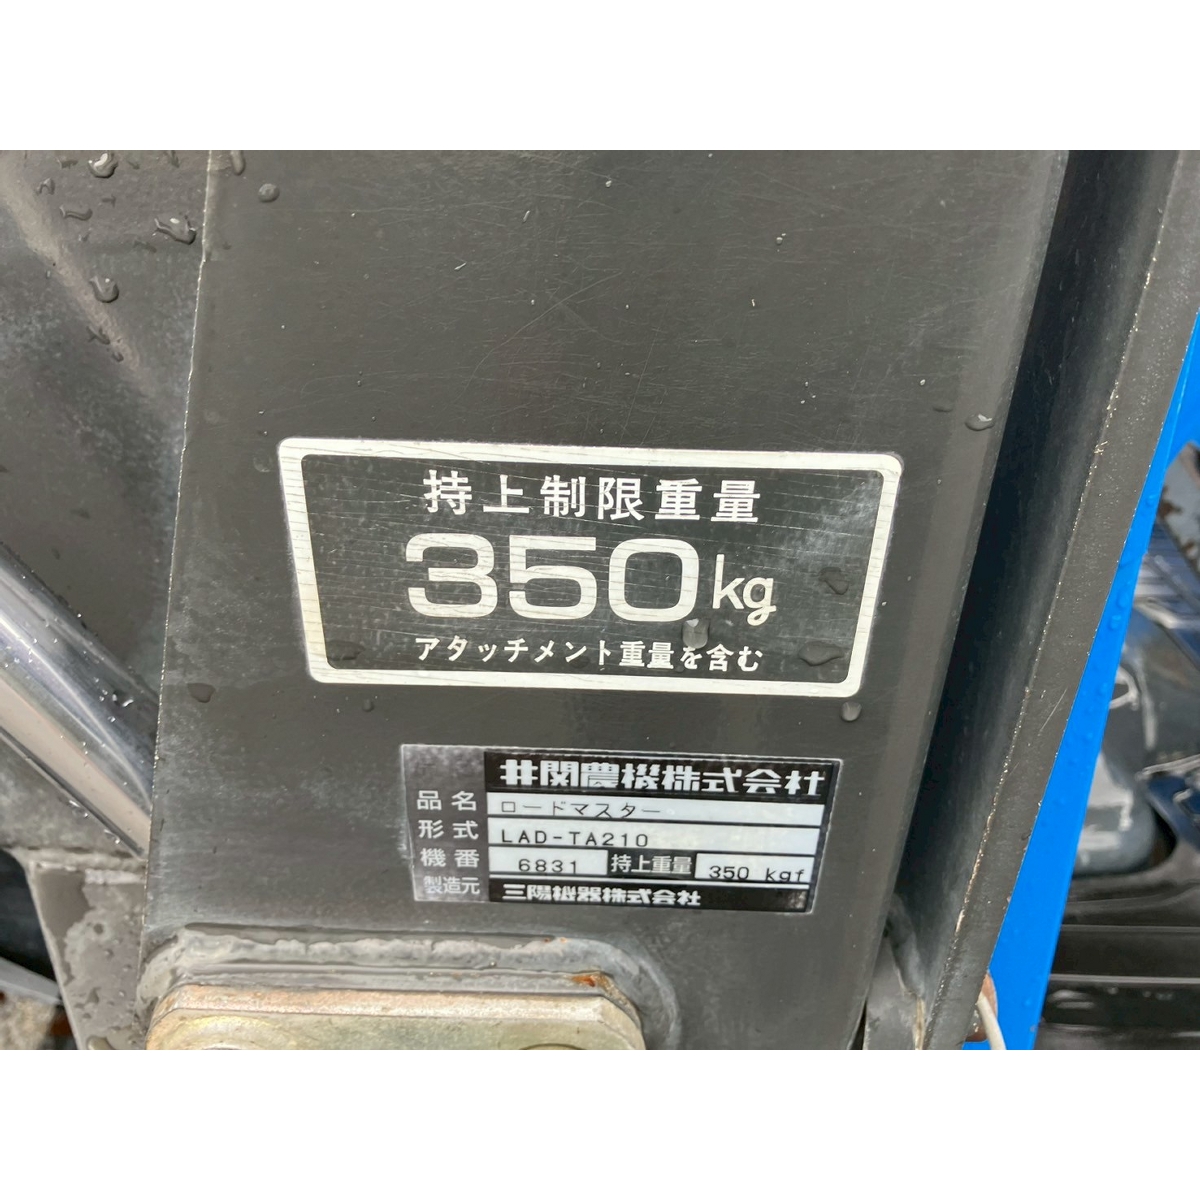 持上制限重量
350kg
アタッチメント重量を含む
井関農機株式会社
品名 ロードマスター
形式 LAD-TA210
機番 6831 持上重量 350 kgf
製造元 三陽機器株式会社